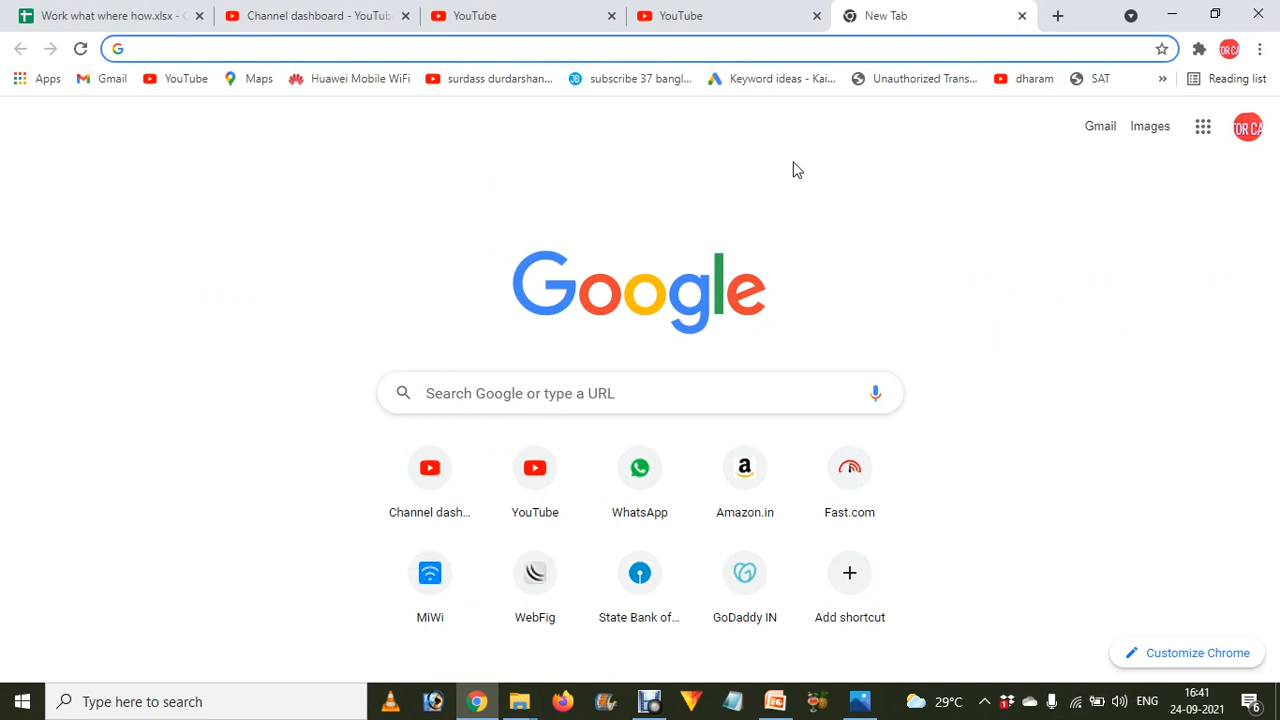 Work what where how.xlsx - G
Channel dashboard - YouTub
YouTube
YouTube
New Tab
Apps
Gmail
YouTube
Maps
Huawei Mobile WiFi
surdass durdarshan...
subscribe 37 bangl...
Keyword ideas - Kai...
Unauthorized Trans...
dharam
SAT
»
Reading list
Gmail
Images
Google
Search Google or type a URL
Channel dash...
YouTube
WhatsApp
Amazon.in
Fast.com
MiWi
WebFig
State Bank of...
GoDaddy IN
Add shortcut
Customize Chrome
Type here to search
29°C
ENG
16:41
24-09-2021
6